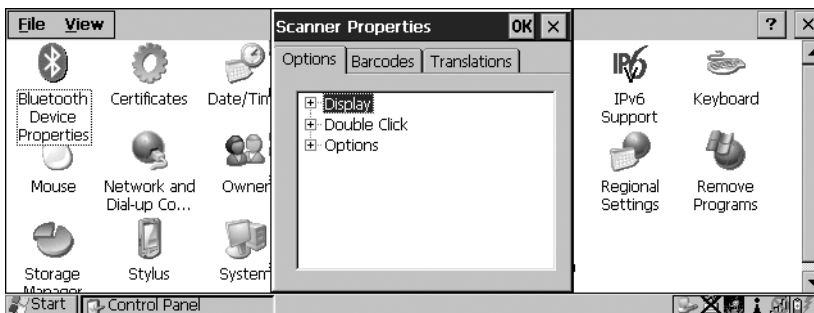 File View
?
Scanner Properties OK
Options Barcodes Translations
Display
Double Click
Options
Bluetooth Device Properties
Certificates
Date/Tim
IPv6 Support
Keyboard
Mouse
Network and Dial-up Co...
Owner
Regional Settings
Remove Programs
Storage Manager
Stylus
System
Start Control Panel